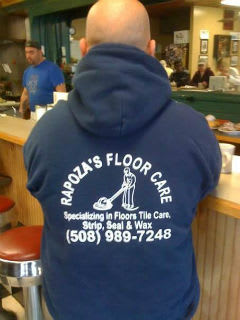 RAPOZA'S FLOOR CARE
Specializing in Floors Tile Care,
Strip, Seal & Wax
(508) 989-7248